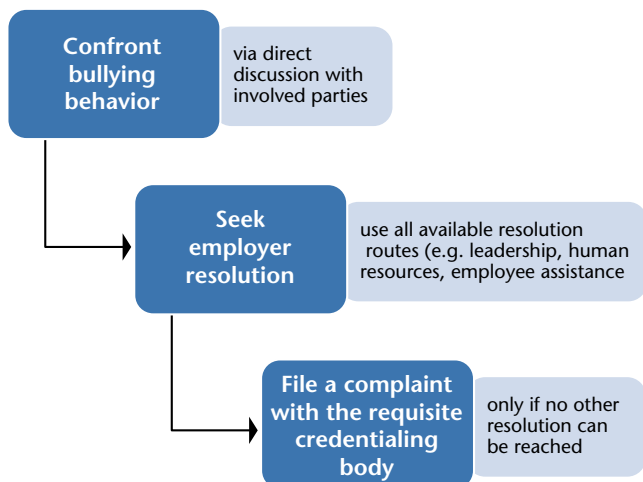 Confront
bullying
behavior
via direct
discussion with
involved parties
Seek
employer
resolution
use all available resolution
routes (e.g. leadership, human
resources, employee assistance
File a complaint
with the requisite
credentialing
body
only if no other
resolution can
be reached